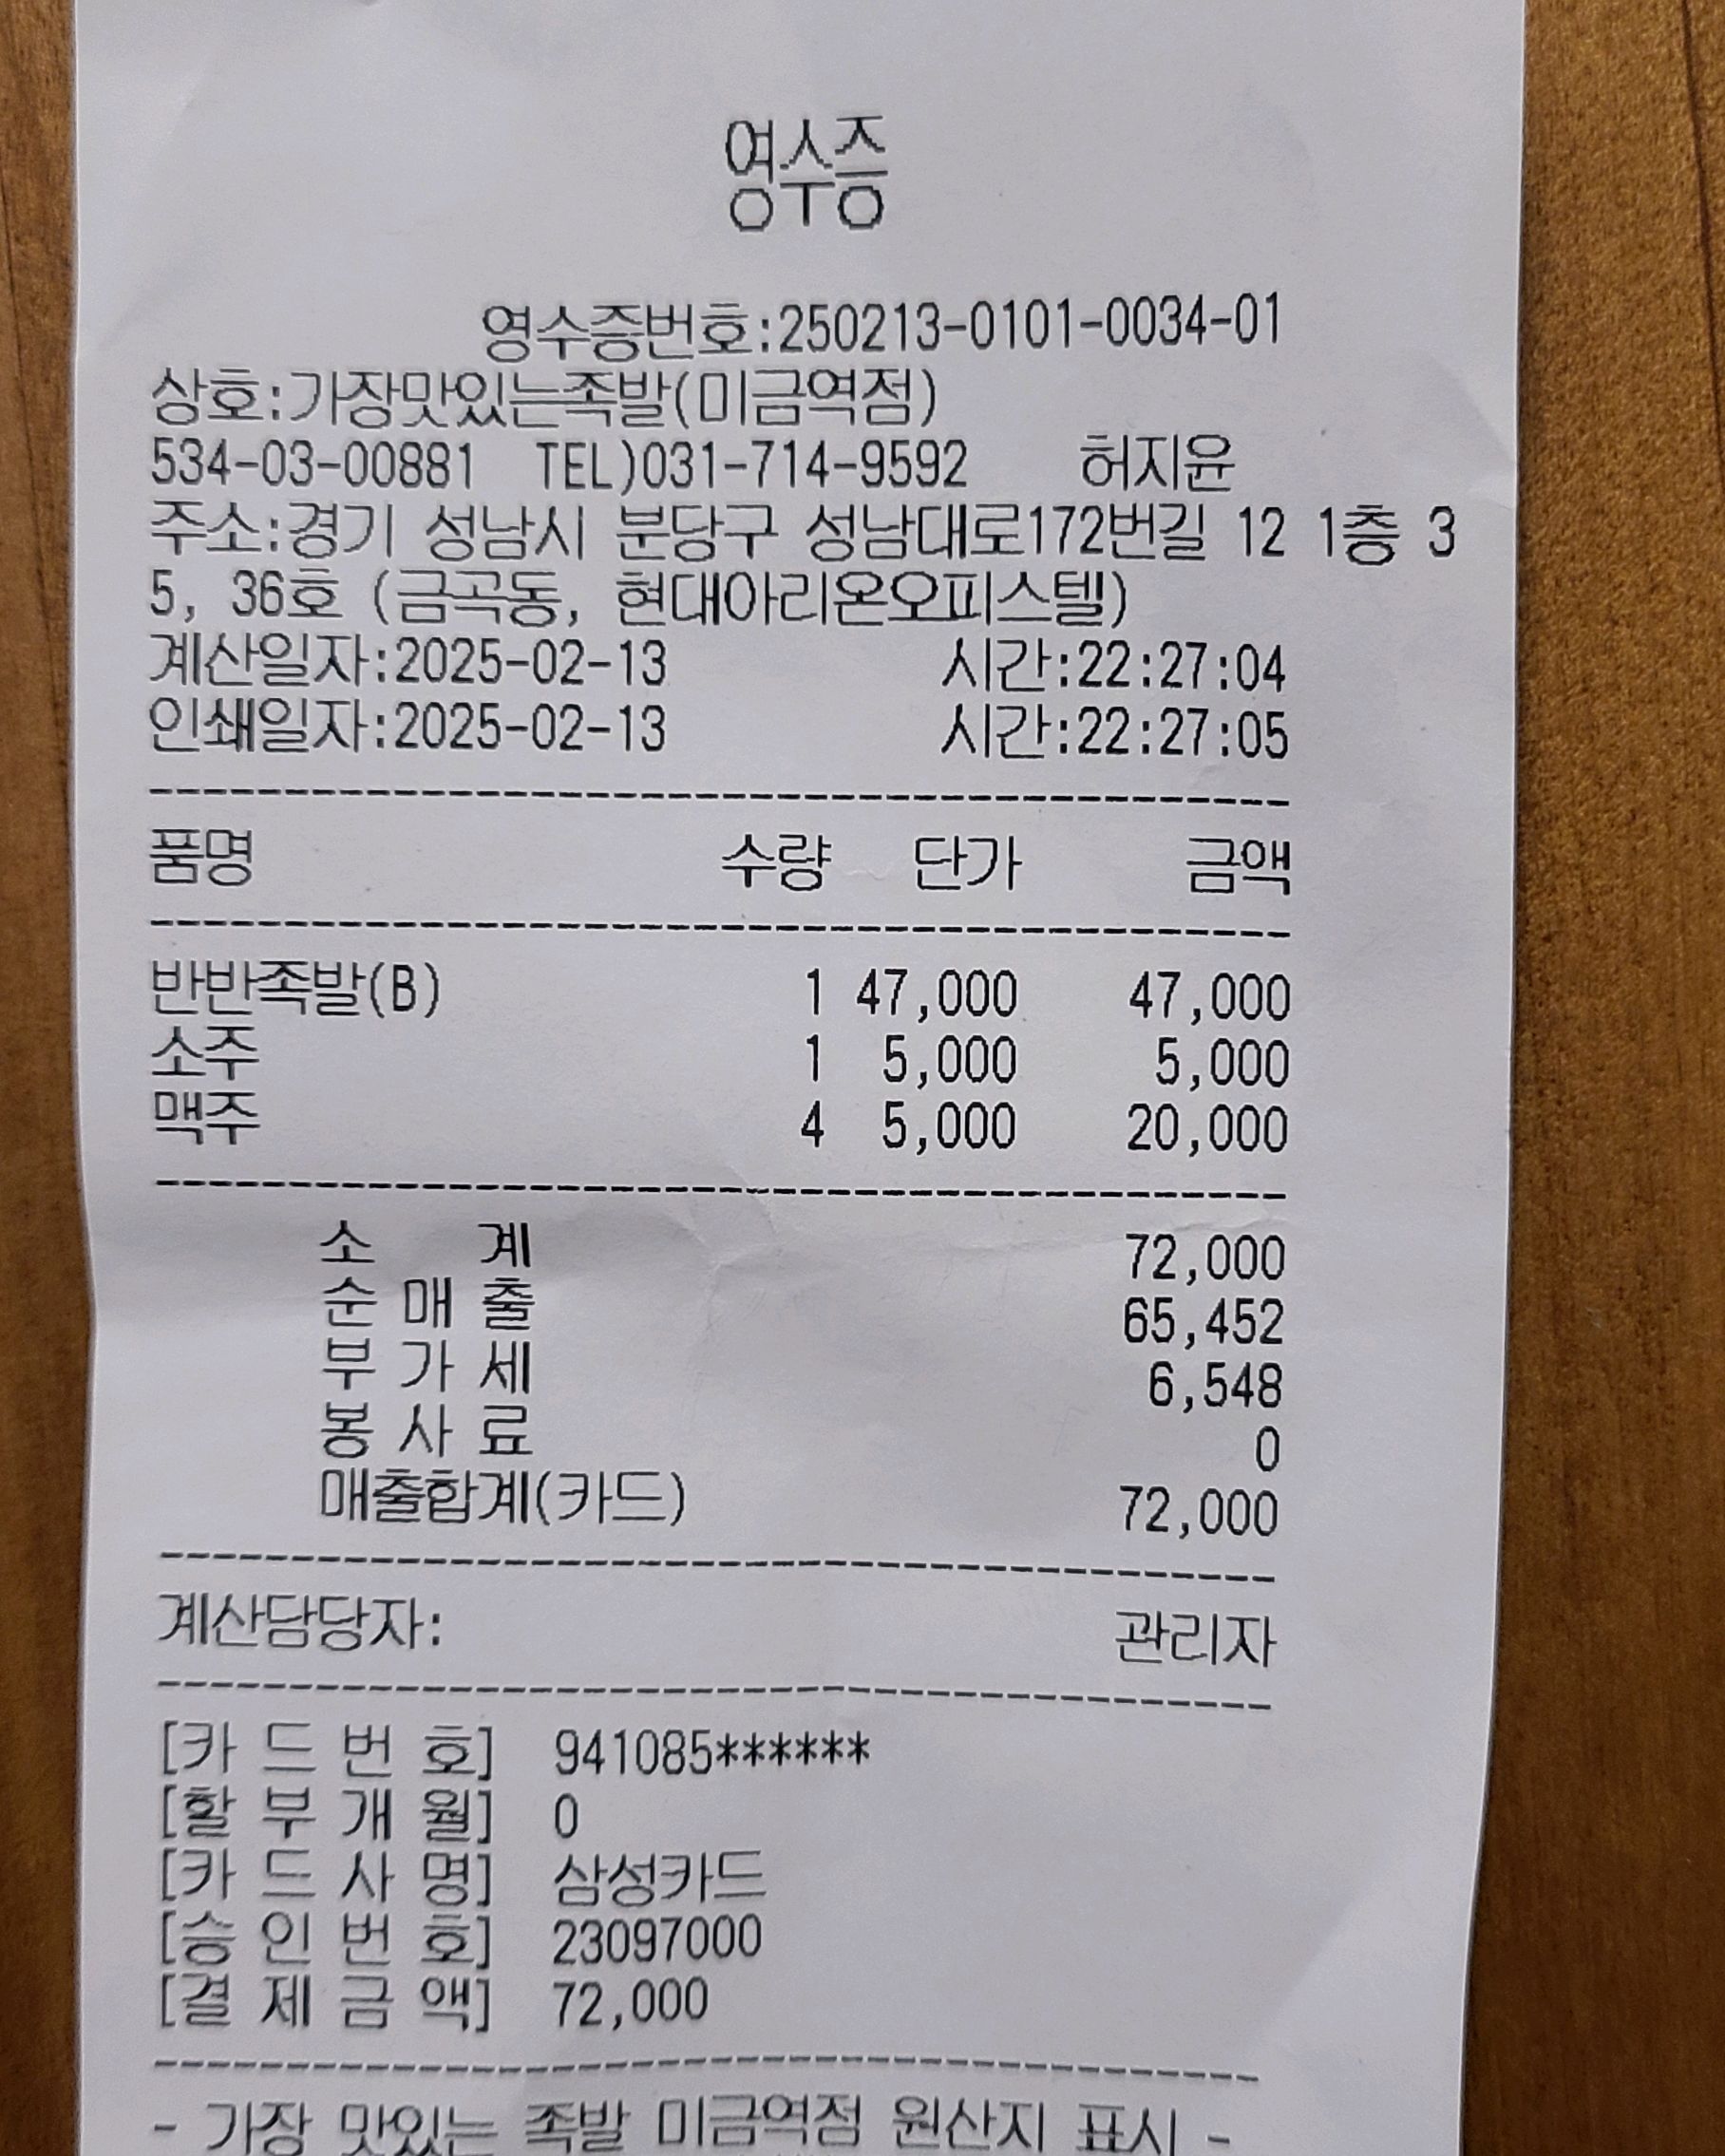 영수증
영수증번호:250213-0101-0034-01
상호:가장맛있는족발(미금역점)
534-03-00881 TEL)031-714-9592 허지윤
주소:경기 성남시 분당구 성남대로172번길 12 1층 3
5, 36호 (금곡동, 현대아리온오피스텔)
계산일자:2025-02-13 시간:22:27:04
인쇄일자:2025-02-13 시간:22:27:05
품명 수량 단가 금액
반반족발(B) 1 47,000 47,000
소주 1 5,000 5,000
맥주 4 5,000 20,000
소 계 72,000
순 매 출 65,452
부 가 세 6,548
봉 사 료 0
매출합계(카드) 72,000
계산담당자: 관리자
[카 드 번 호] 941085******
[할 부 개 월] 0
[카 드 사 명] 삼성카드
[승 인 번 호] 23097000
[결 제 금 액] 72,000
- 가장 맛있는 족발 미금역점 원산지 표시 -